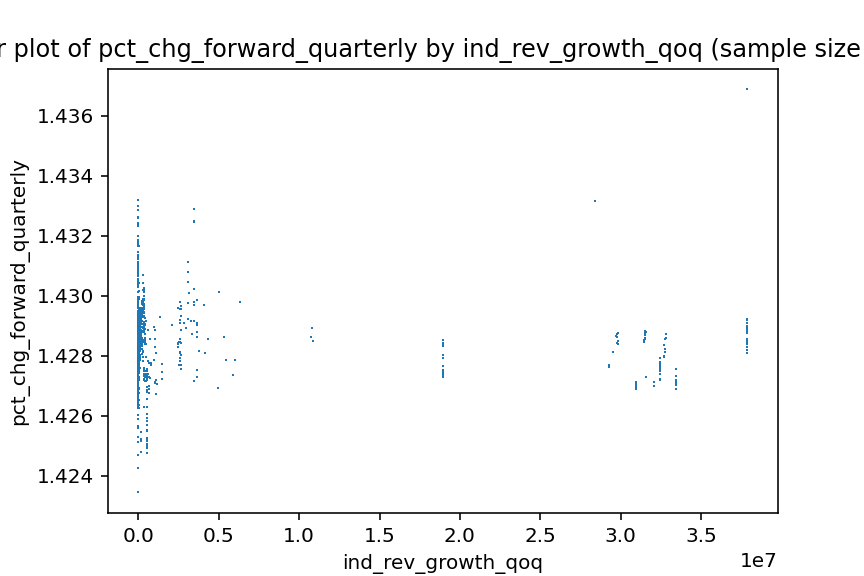 r plot of pct_chg_forward_quarterly by ind_rev_growth_qoq (sample size
1.436
1.434
1.432
1.430
1.428
1.426
1.424
pct_chg_forward_quarterly
0.0 0.5 1.0 1.5 2.0 2.5 3.0 3.5
1e7
ind_rev_growth_qoq